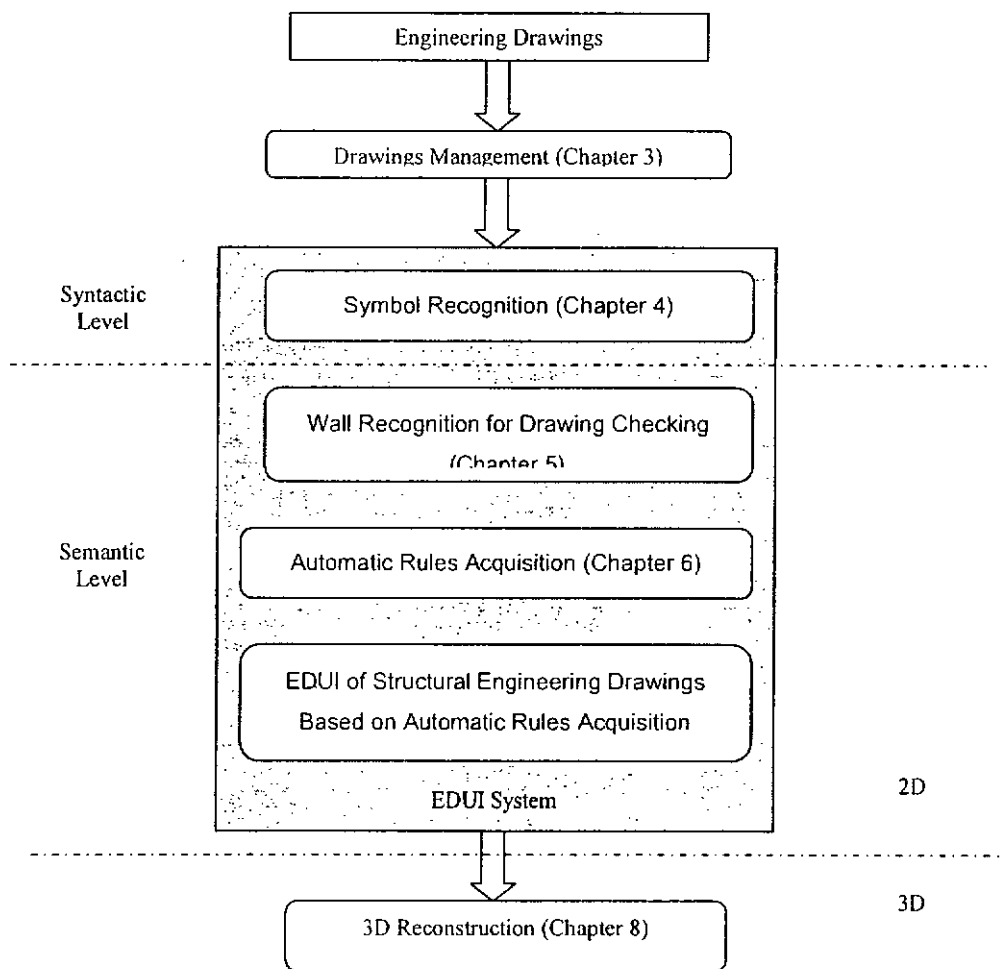 Engineering Drawings
Drawings Management (Chapter 3)
Syntactic
Level
Symbol Recognition (Chapter 4)
Wall Recognition for Drawing Checking
(Chapter 5)
Semantic
Level
Automatic Rules Acquisition (Chapter 6)
EDUI of Structural Engineering Drawings
Based on Automatic Rules Acquisition
EDUI System
2D
3D
3D Reconstruction (Chapter 8)